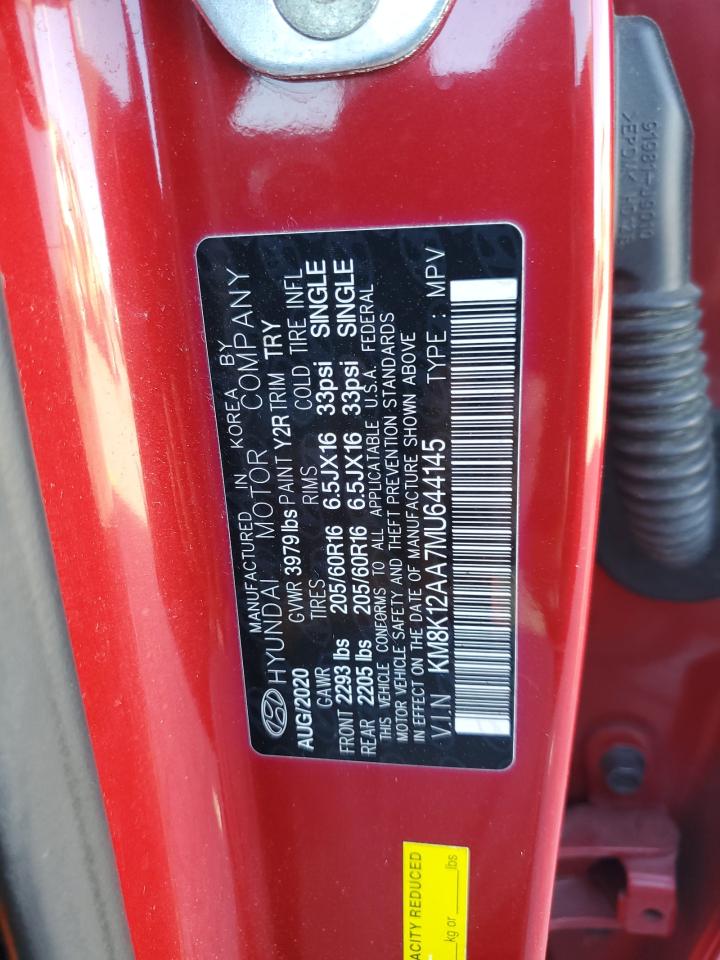 MANUFACTURED IN KOREA BY
HYUNDAI MOTOR COMPANY
AUG/2020 GVWR 3979 lbs PAINT Y2R TRIM TRY
GAWR TIRES RIMS COLD TIRE INFL
FRONT 2293 lbs 205/60R16 6.5JX16 33psi SINGLE
REAR 2205 lbs 205/60R16 6.5JX16 33psi SINGLE
THIS VEHICLE CONFORMS TO ALL APPLICATABLE U.S.A. FEDERAL
MOTOR VEHICLE SAFETY AND THEFT PREVENTION STANDARDS
IN EFFECT ON THE DATE OF MANUFACTURE SHOWN ABOVE
VIN : KM8K12AA7MU644145 TYPE : MPV
ACITY REDUCED
kg or lbs